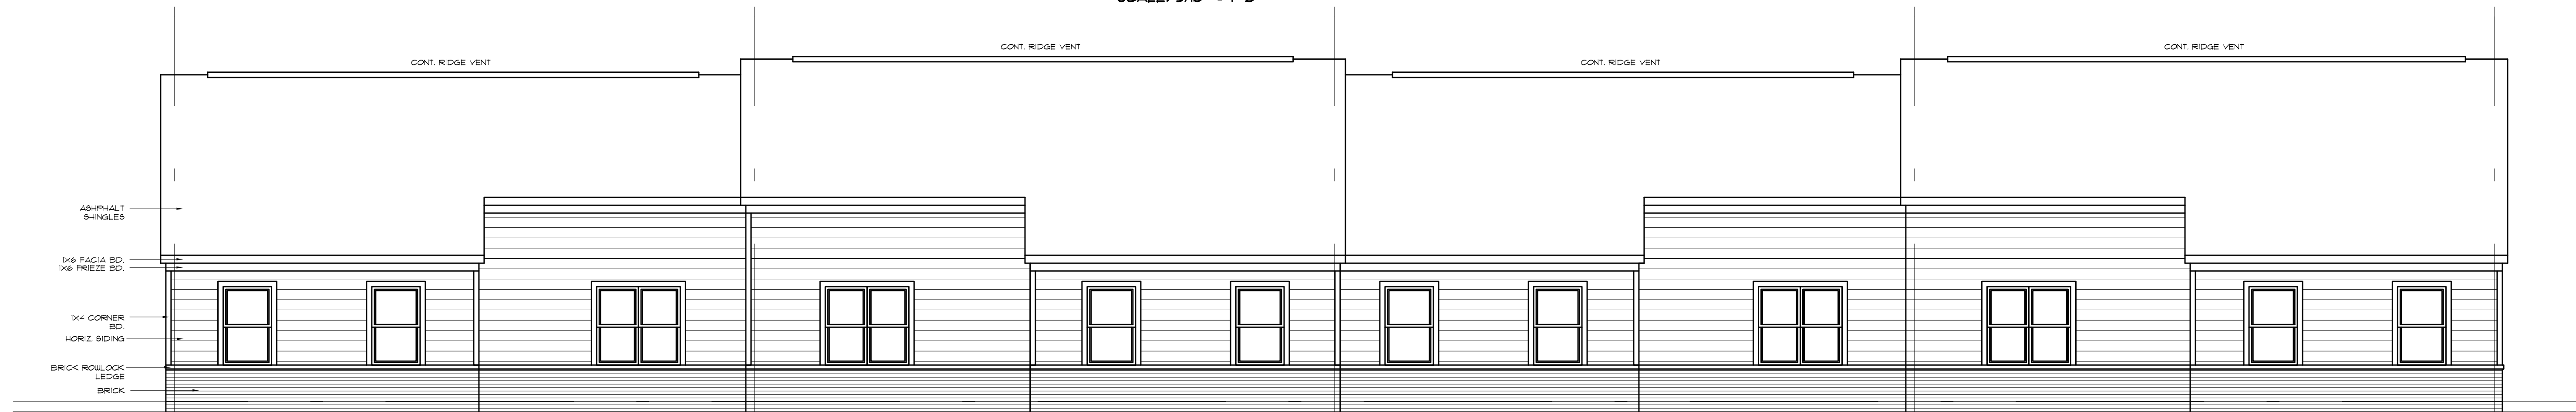 CONT. RIDGE VENT
CONT. RIDGE VENT
CONT. RIDGE VENT
CONT. RIDGE VENT
ASHPHALT
SHINGLES
1X6 FACIA BD.
1X6 FRIEZE BD.
1X4 CORNER
BD.
HORIZ. SIDING
BRICK ROWLOCK
LEDGE
BRICK